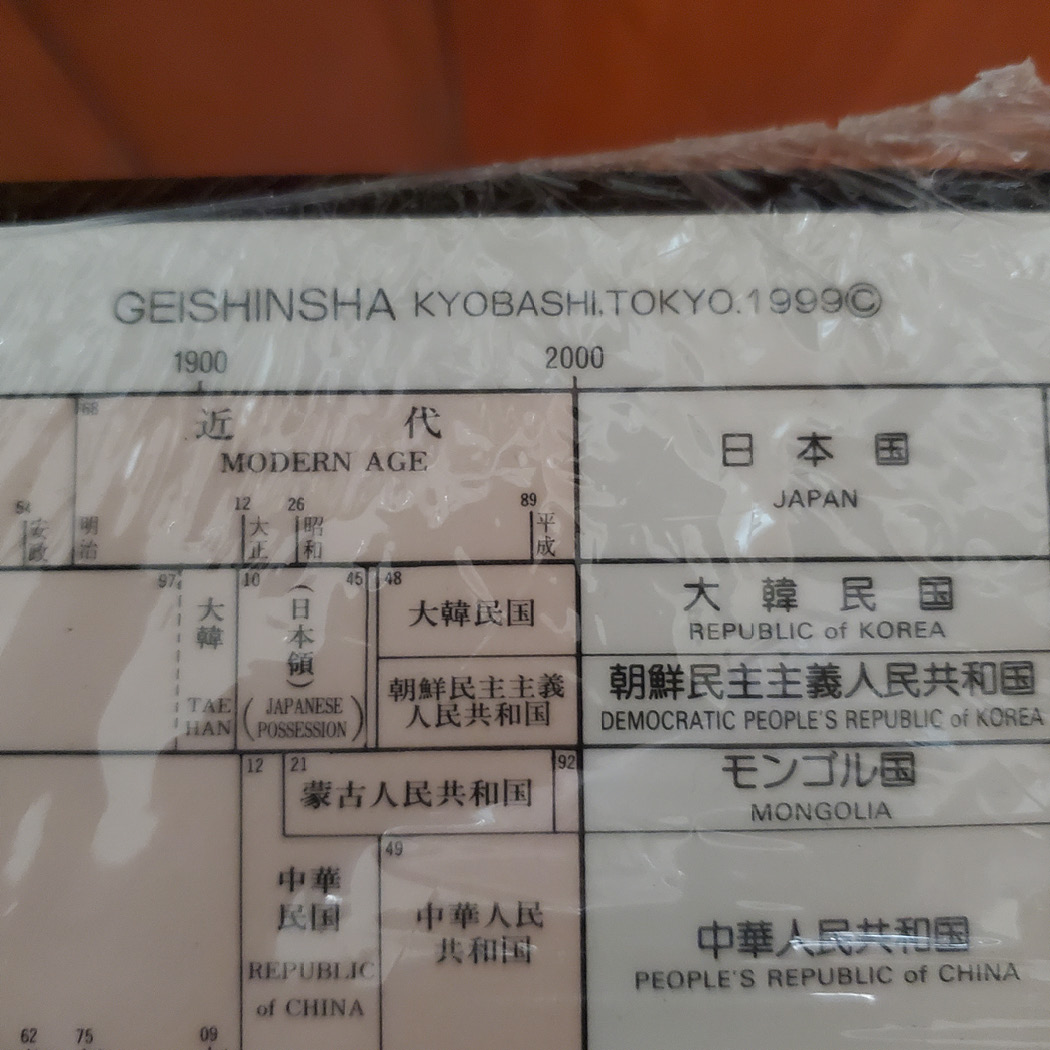 GEISHINSHA KYOBASHI.TOKYO.1999©
1900 2000
68
近代
MODERN AGE
日本国
JAPAN
54 安政
明治
12 大正
26 昭和
89 平成
97
大韓
TAE
HAN
10 45
(日本領)
(JAPANESE
POSSESSION)
48
大韓民国
朝鮮民主主義
人民共和国
大韓民国
REPUBLIC of KOREA
朝鮮民主主義人民共和国
DEMOCRATIC PEOPLE'S REPUBLIC of KOREA
12
21 92
蒙古人民共和国
モンゴル国
MONGOLIA
中華
民国
REPUBLIC
of CHINA
49
中華人民
共和国
中華人民共和国
PEOPLE'S REPUBLIC of CHINA
62 75 09